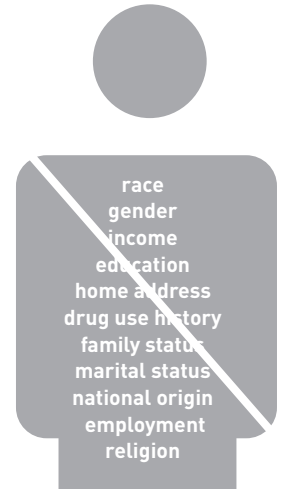 race
gender
income
education
home address
drug use history
family status
marital status
national origin
employment
religion